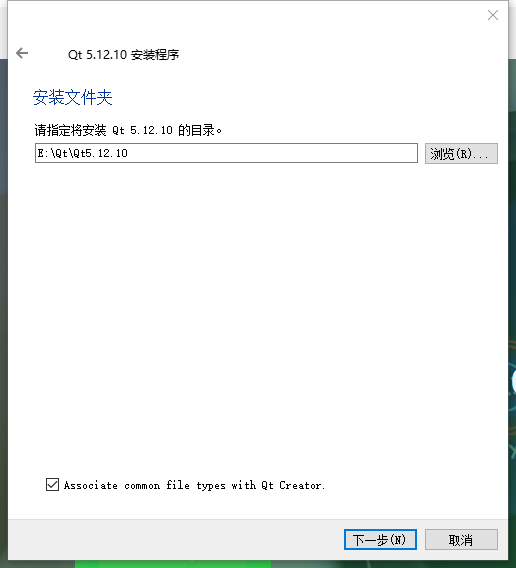 Qt 5.12.10 安装程序
安装文件夹
请指定将安装 Qt 5.12.10 的目录。
E:\Qt\Qt5.12.10
浏览(R)...
Associate common file types with Qt Creator.
下一步(N)
取消